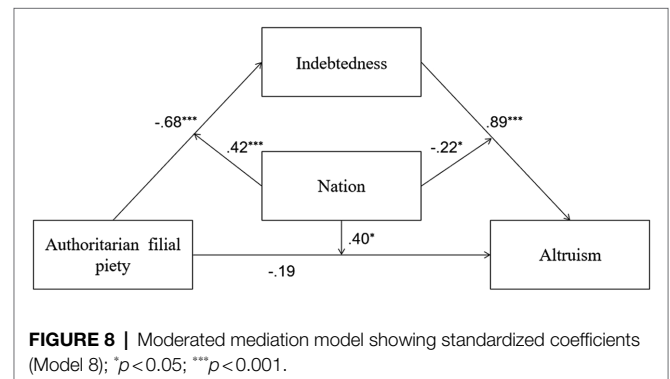 Indebtedness
-.68***
.89***
.42***
-.22*
Nation
Authoritarian filial
piety
.40*
-.19
Altruism
FIGURE 8 | Moderated mediation model showing standardized coefficients
(Model 8); *p<0.05; ***p<0.001.